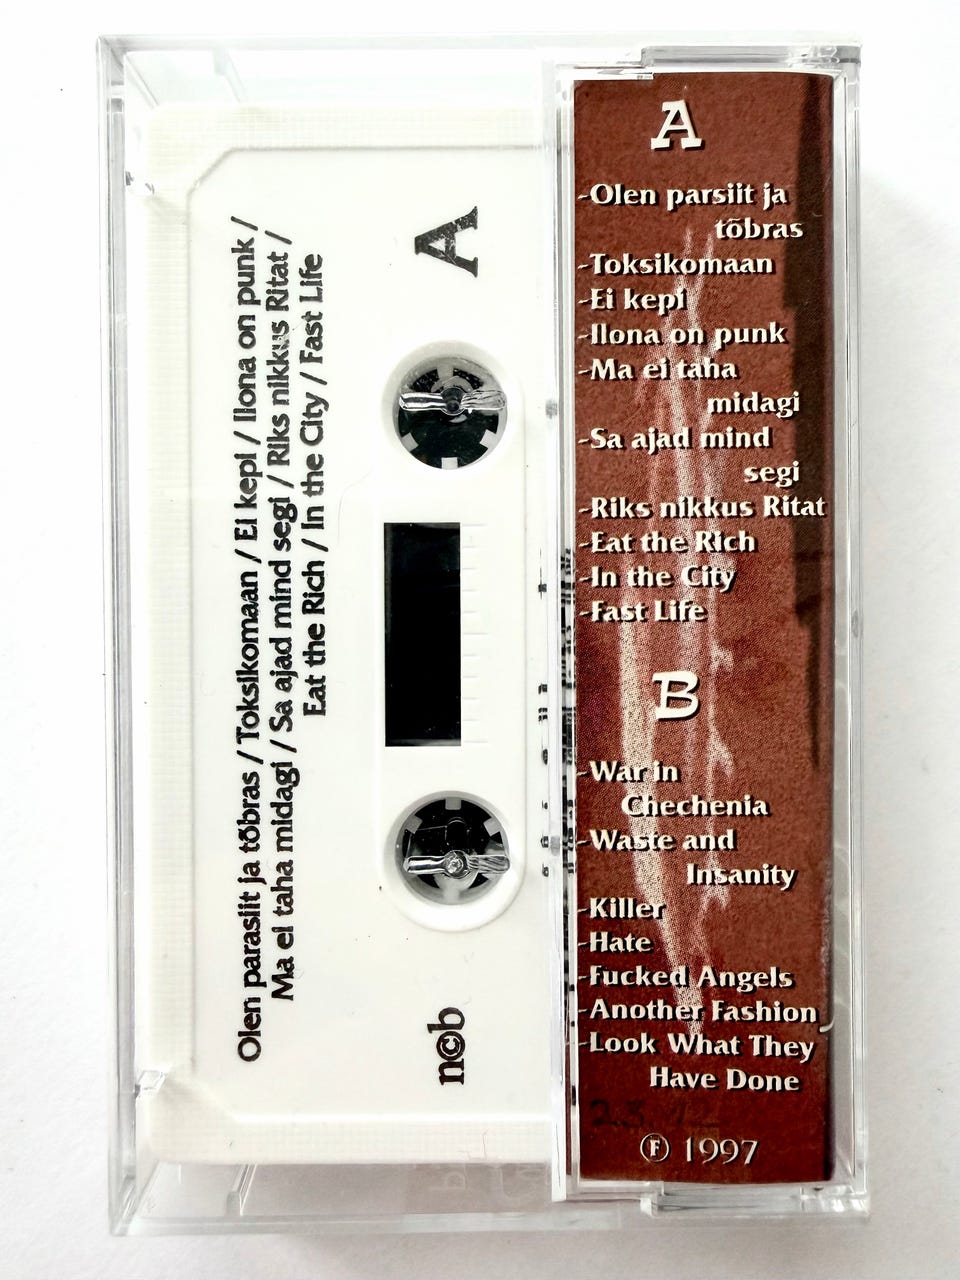 A
Olen parasiit ja tõbras / Toksikomaan / Ei kepi / Ilona on punk /
Ma ei taha midagi / Sa ajad mind segi / Riks nikkus Ritat /
Eat the Rich / In the City / Fast Life
n©b
A
-Olen parsiit ja
tõbras
-Toksikomaan
-Ei kepi
-Ilona on punk
-Ma ei taha
midagi
-Sa ajad mind
segi
-Riks nikkus Ritat
-Eat the Rich
-In the City
-Fast Life
B
-War in
Chechenia
-Waste and
Insanity
-Killer
-Hate
-Fucked Angels
-Another Fashion
-Look What They
Have Done
Ⓕ 1997